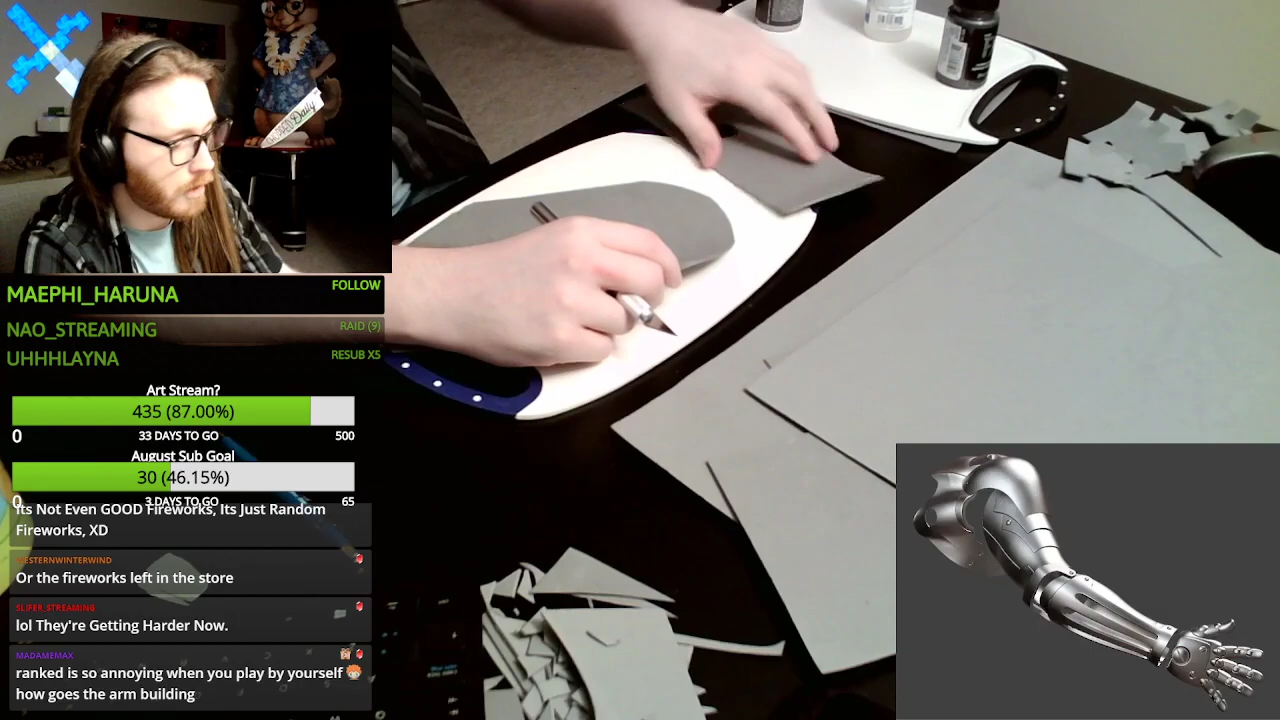 Daily
MAEPHI_HARUNA
FOLLOW
NAO_STREAMING
RAID (9)
UHHHLAYNA
RESUB X5
Art Stream?
435 (87.00%)
0
33 DAYS TO GO
500
August Sub Goal
30 (46.15%)
0
3 DAYS TO GO
65
Its Not Even GOOD Fireworks, Its Just Random
Fireworks, XD
WESTERNWINTERWIND
Or the fireworks left in the store
SLIFER_STREAMING
lol They're Getting Harder Now.
MADAMEMAX
ranked is so annoying when you play by yourself
how goes the arm building